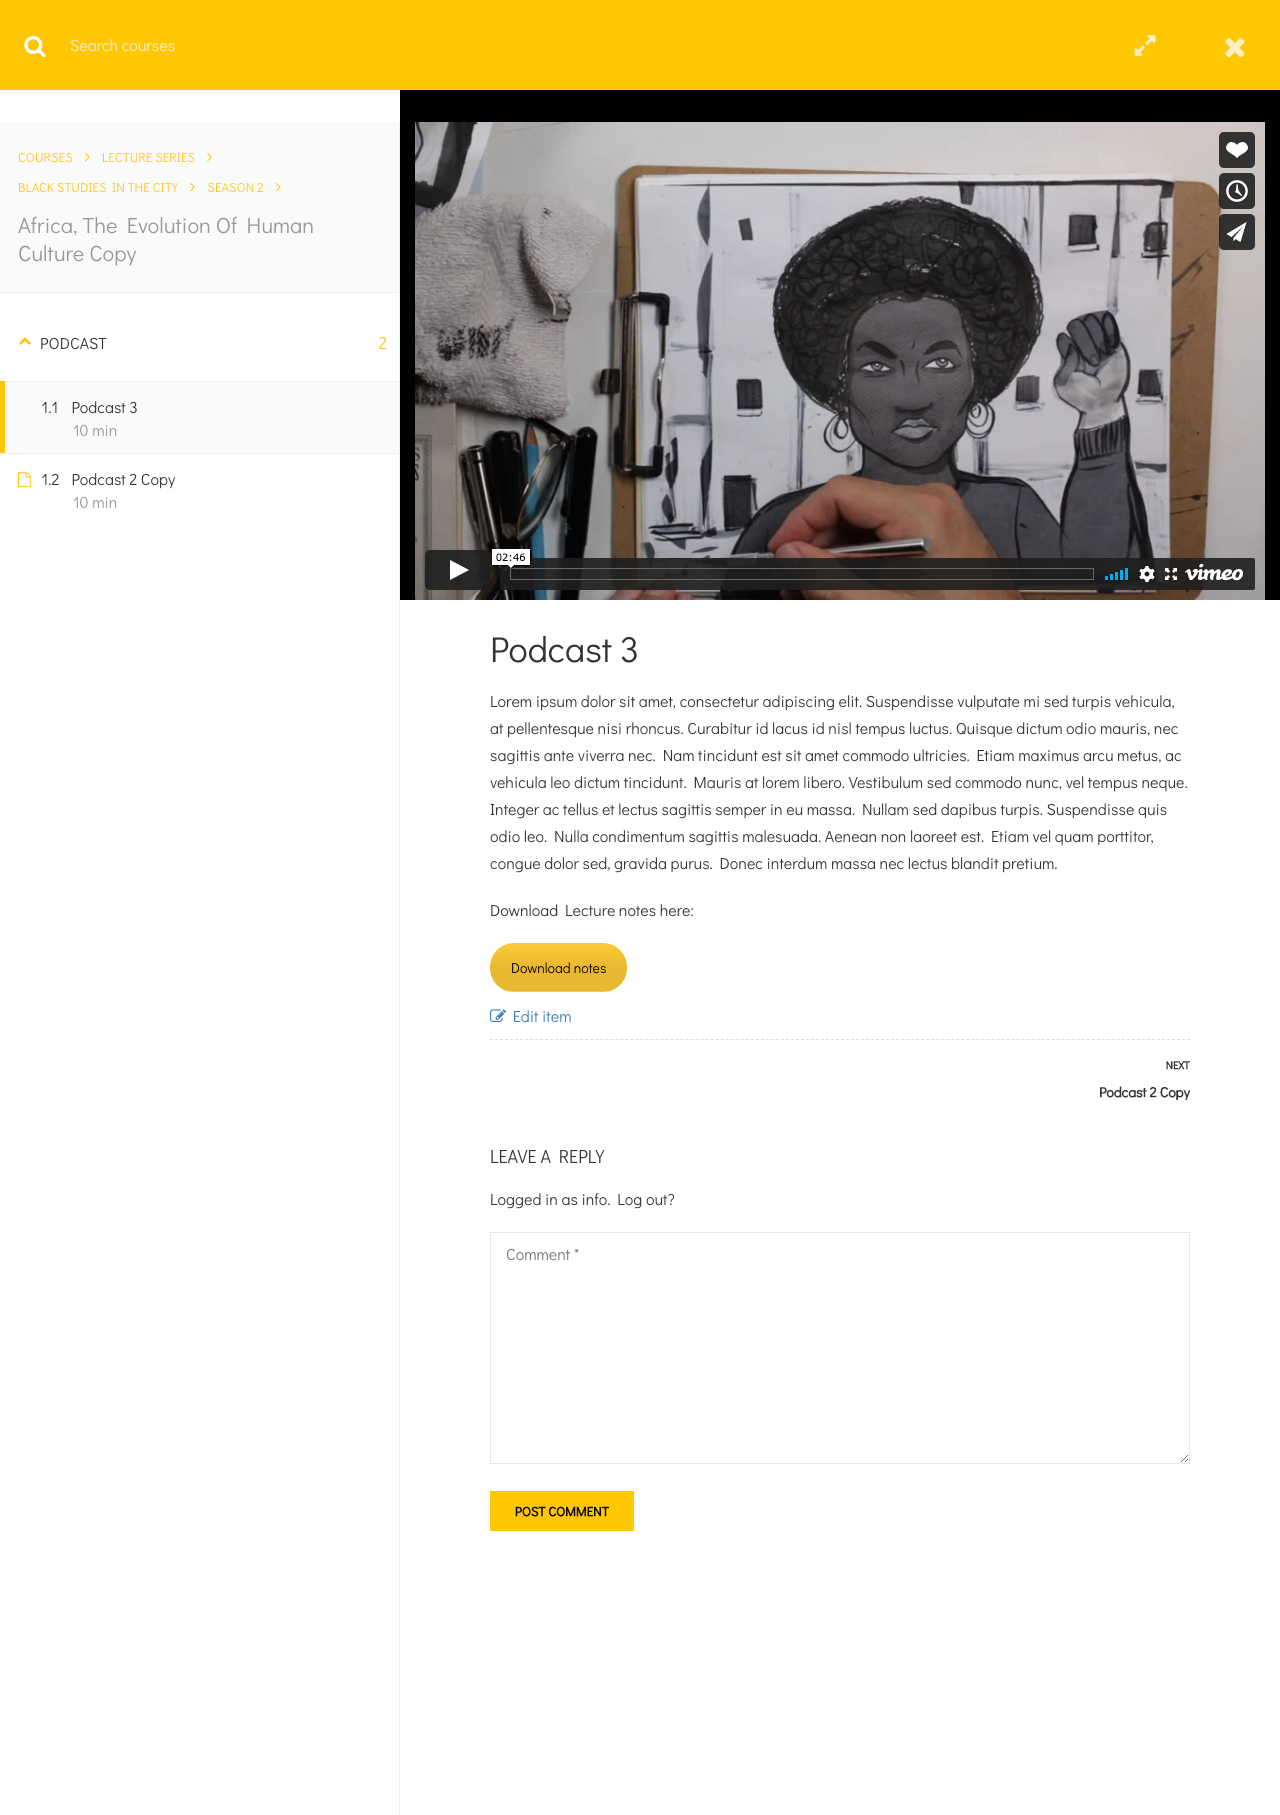 Search courses
COURSES
LECTURE SERIES
BLACK STUDIES IN THE CITY
SEASON 2
Africa, The Evolution Of Human
Culture Copy
PODCAST
2
1.1 Podcast 3
10 min
1.2 Podcast 2 Copy
10 min
02:46
vimeo
Podcast 3
Lorem ipsum dolor sit amet, consectetur adipiscing elit. Suspendisse vulputate mi sed turpis vehicula,
at pellentesque nisi rhoncus. Curabitur id lacus id nisl tempus luctus. Quisque dictum odio mauris, nec
sagittis ante viverra nec. Nam tincidunt est sit amet commodo ultricies. Etiam maximus arcu metus, ac
vehicula leo dictum tincidunt. Mauris at lorem libero. Vestibulum sed commodo nunc, vel tempus neque.
Integer ac tellus et lectus sagittis semper in eu massa. Nullam sed dapibus turpis. Suspendisse quis
odio leo. Nulla condimentum sagittis malesuada. Aenean non laoreet est. Etiam vel quam porttitor,
congue dolor sed, gravida purus. Donec interdum massa nec lectus blandit pretium.
Download Lecture notes here:
Download notes
Edit item
NEXT
Podcast 2 Copy
LEAVE A REPLY
Logged in as info. Log out?
Comment *
POST COMMENT